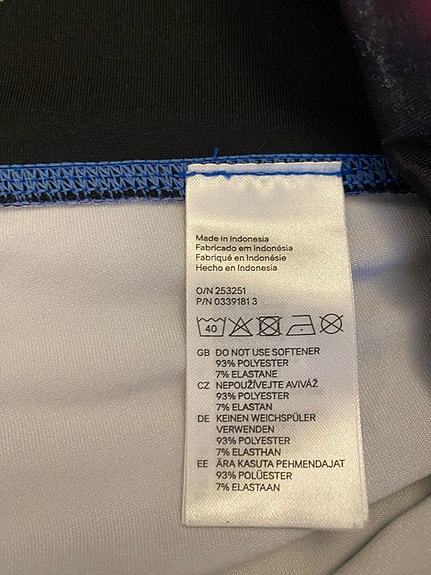 Made in Indonesia
Fabricado em Indonésia
Fabriqué en Indonésie
Hecho en Indonesia
O/N 253251
P/N 0339181 3
40
GB DO NOT USE SOFTENER
93% POLYESTER
7% ELASTANE
CZ NEPOUŽÍVEJTE AVIVÁŽ
93% POLYESTER
7% ELASTAN
DE KEINEN WEICHSPÜLER
VERWENDEN
93% POLYESTER
7% ELASTHAN
EE ÄRA KASUTA PEHMENDAJAT
93% POLÜESTER
7% ELASTAAN